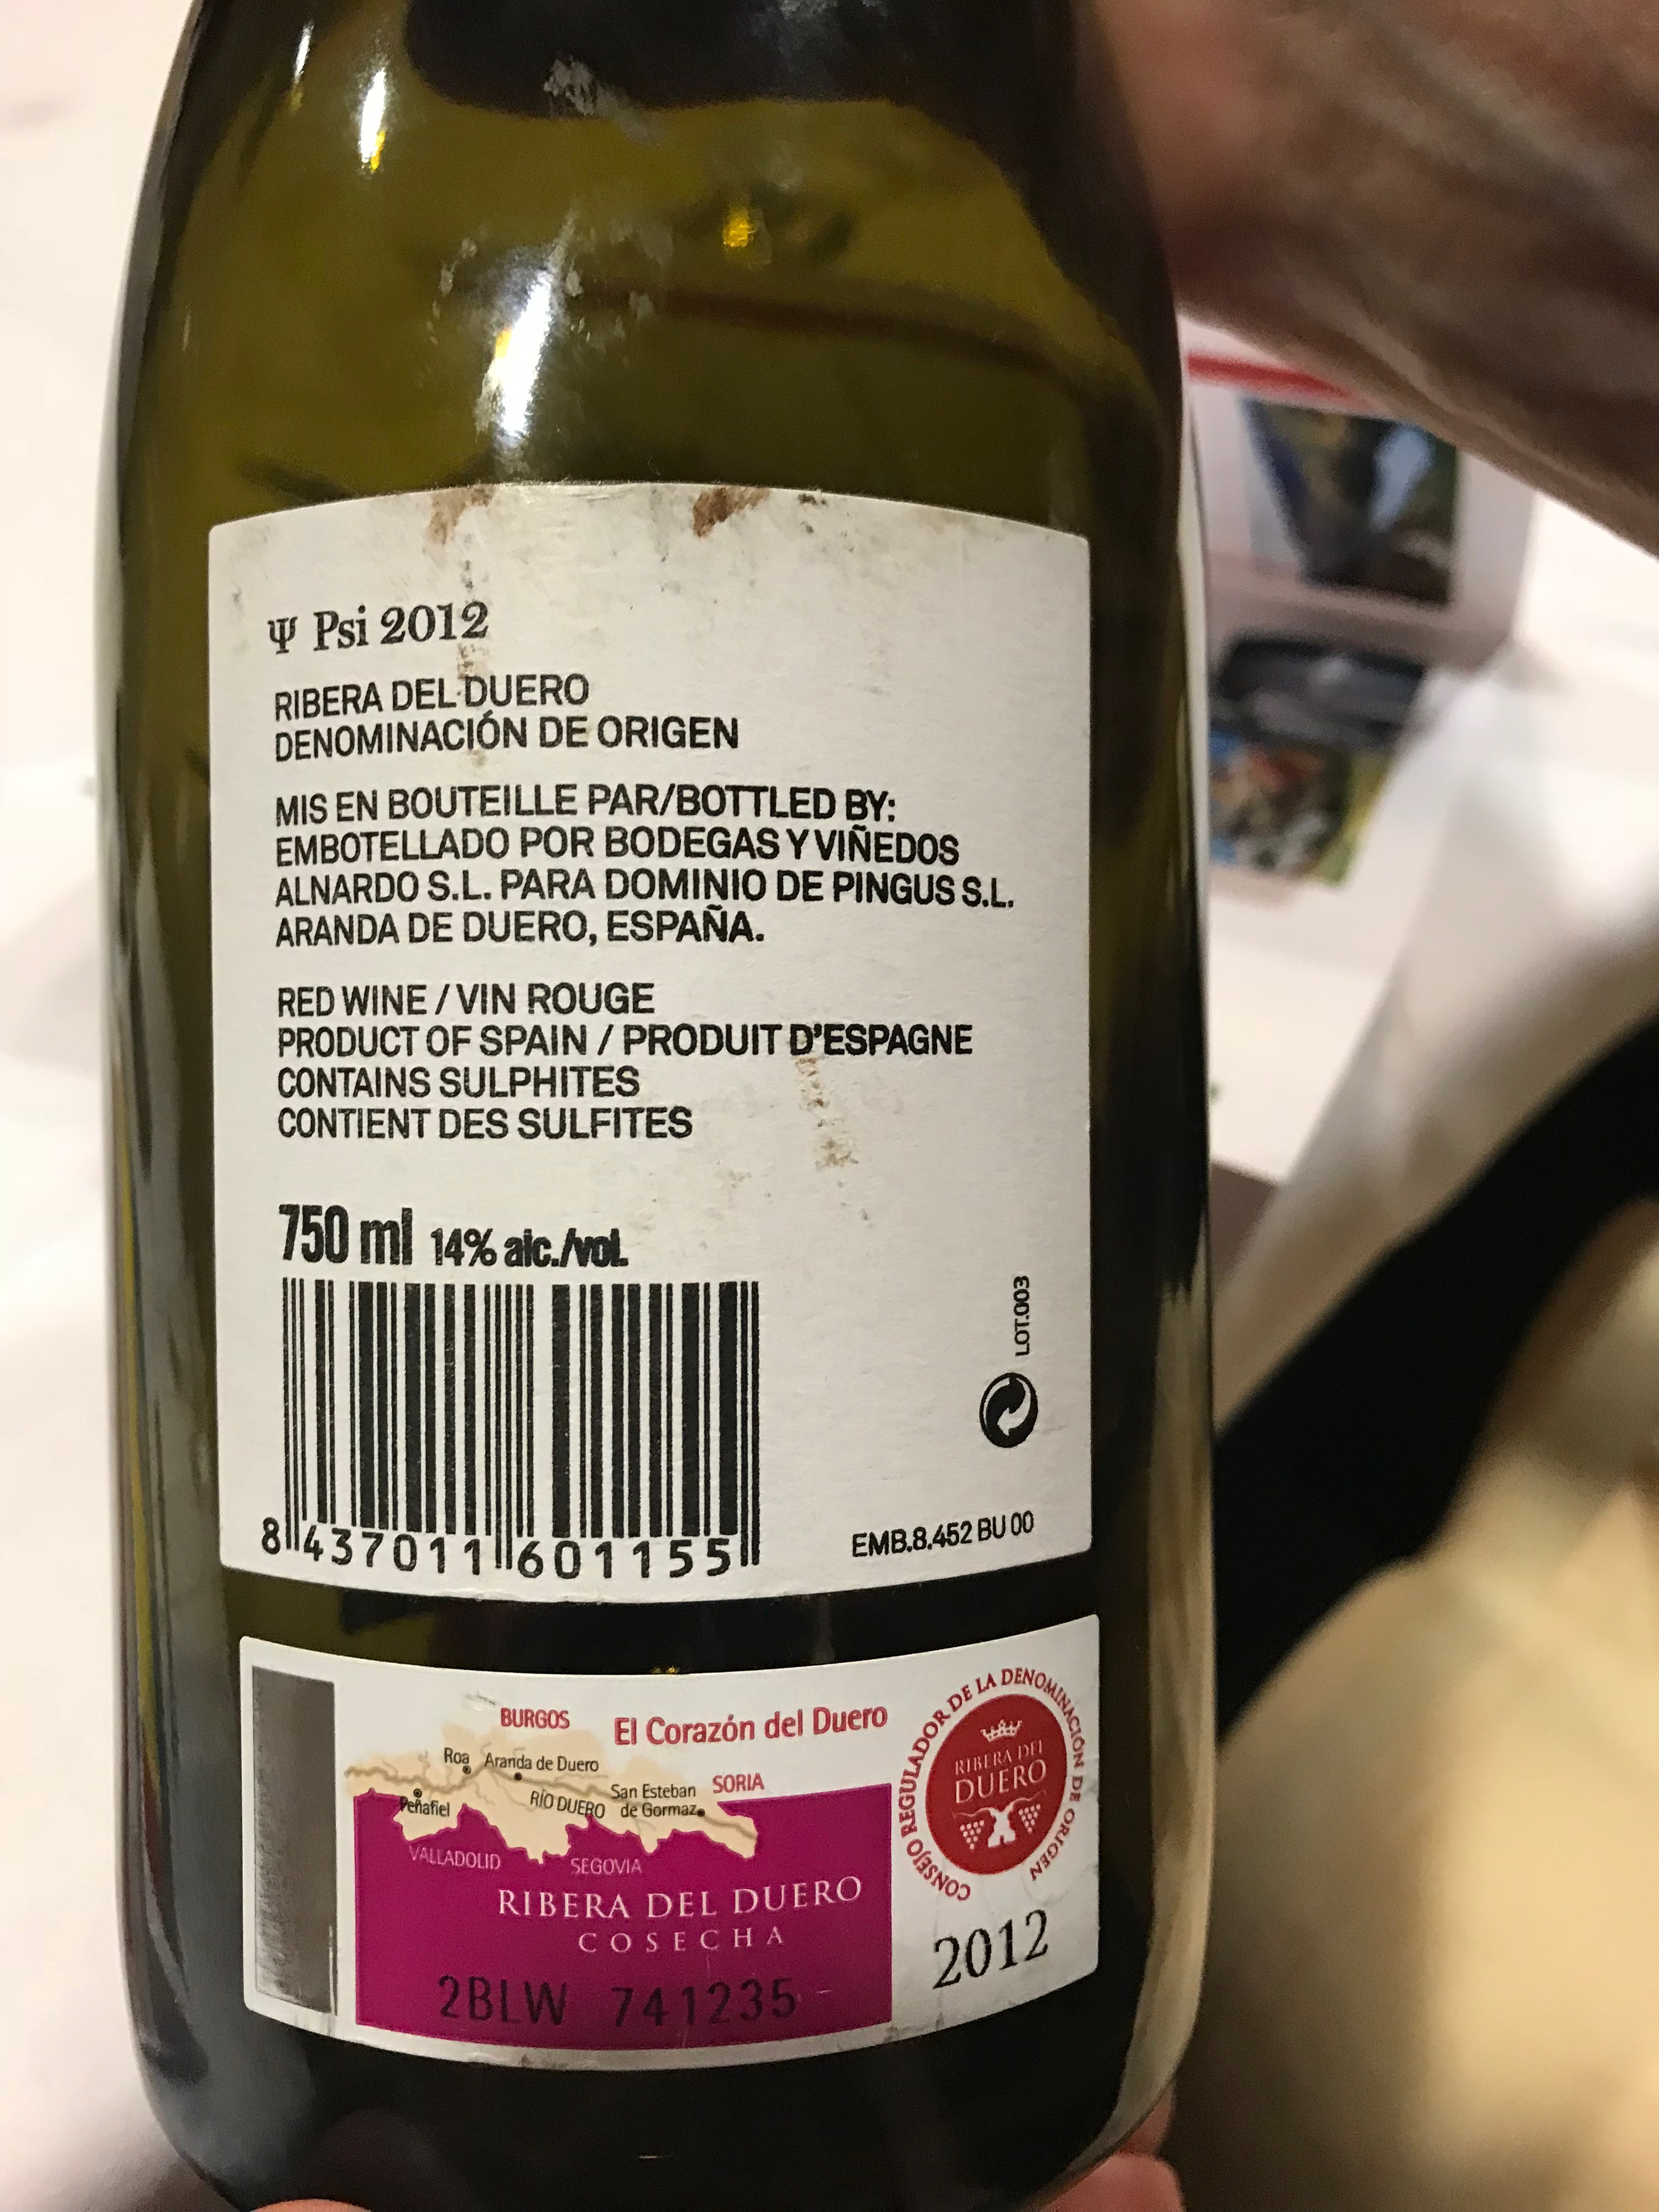 Ψ Psi 2012
RIBERA DEL DUERO
DENOMINACIÓN DE ORIGEN
MIS EN BOUTEILLE PAR/BOTTLED BY:
EMBOTELLADO POR BODEGAS Y VIÑEDOS
ALNARDO S.L. PARA DOMINIO DE PINGUS S.L.
ARANDA DE DUERO, ESPAÑA.
RED WINE / VIN ROUGE
PRODUCT OF SPAIN / PRODUIT D'ESPAGNE
CONTAINS SULPHITES
CONTIENT DES SULFITES
750 ml 14% alc./vol.
LOT.003
8 437011 601155
EMB.8.452 BU 00
BURGOS
El Corazón del Duero
Roa
Aranda de Duero
Peñafiel
RÍO DUERO
San Esteban
de Gormaz
SORIA
VALLADOLID
SEGOVIA
RIBERA DEL DUERO
COSECHA
2BLW 741235
CONSEJO REGULADOR DE LA DENOMINACIÓN DE ORIGEN
RIBERA DEL
DUERO
2012